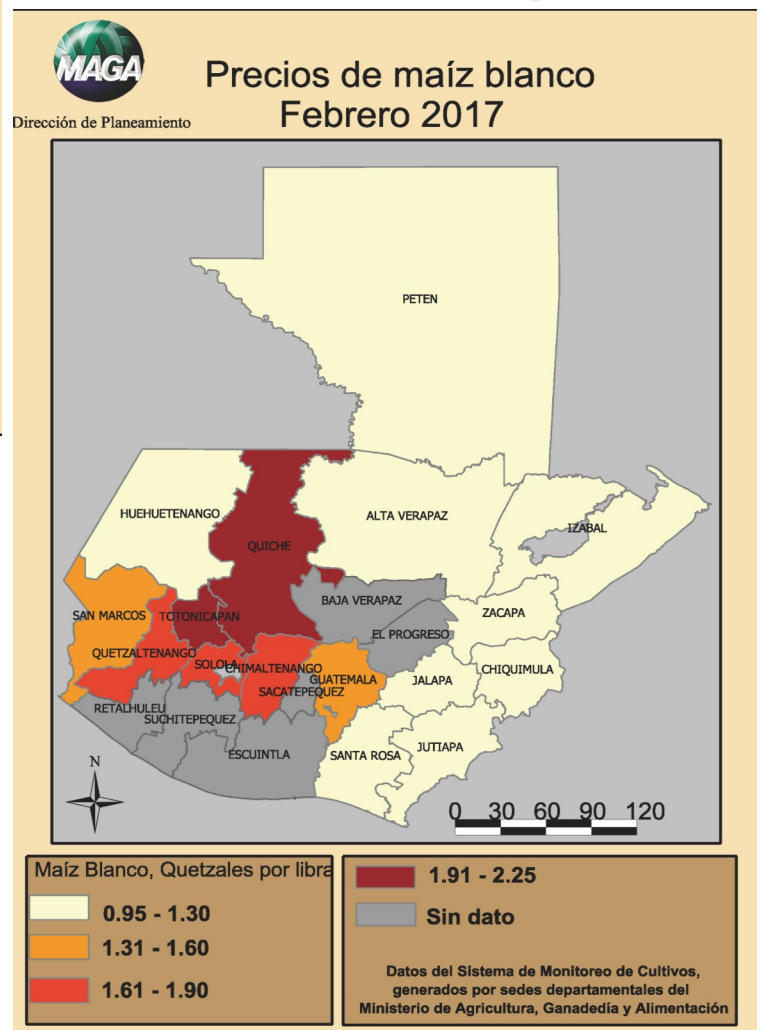 MAGA
Dirección de Planeamiento
Precios de maíz blanco
Febrero 2017
PETEN
HUEHUETENANGO
ALTA VERAPAZ
IZABAL
QUICHE
BAJA VERAPAZ
ZACAPA
SAN MARCOS
TOTONICAPAN
EL PROGRESO
QUETZALTENANGO
SOLOLA
CHIMALTENANGO
GUATEMALA
JALAPA
CHIQUIMULA
SACATEPEQUEZ
RETALHULEU
SUCHITEPEQUEZ
ESCUINTLA
SANTA ROSA
JUTIAPA
N
0 30 60 90 120
Maíz Blanco, Quetzales por libra
0.95 - 1.30
1.31 - 1.60
1.61 - 1.90
1.91 - 2.25
Sin dato
Datos del Sistema de Monitoreo de Cultivos,
generados por sedes departamentales del
Ministerio de Agricultura, Ganadedía y Alimentación